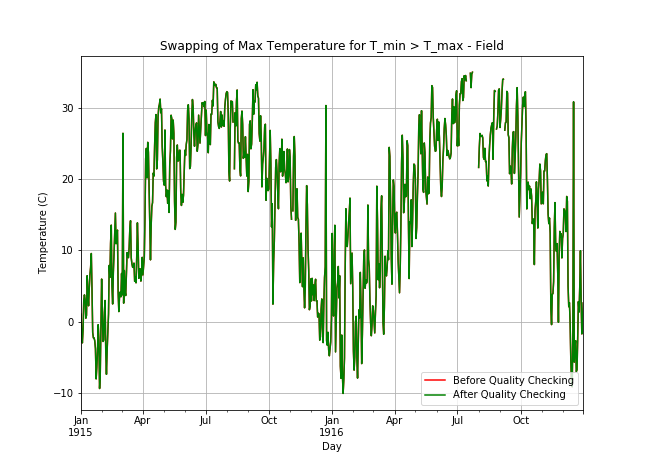 Swapping of Max Temperature for T_min > T_max - Field
Temperature (C)
30
20
10
0
−10
Jan
1915
Apr
Jul
Oct
Jan
1916
Apr
Jul
Oct
Day
Before Quality Checking
After Quality Checking